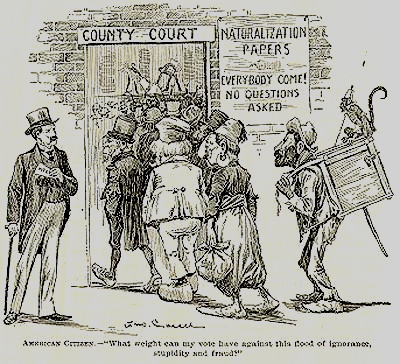 COUNTY COURT
NATURALIZATION
PAPERS
EVERYBODY COME!
NO QUESTIONS
ASKED
AMERICAN CITIZEN.—"What weight can my vote have against this flood of ignorance,
stupidity and fraud?"